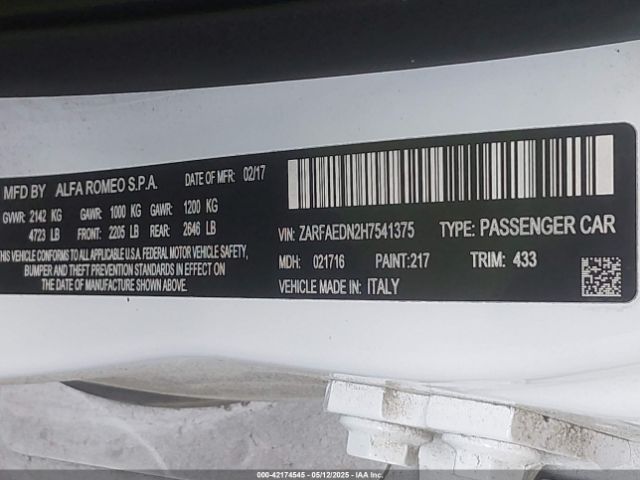 MFD BY ALFA ROMEO S.P.A. DATE OF MFR 02/17
GVWR: 2142 KG GAWR: 1000 KG GAWR: 1200 KG
4723 LB FRONT: 2205 LB REAR: 2646 LB
THIS VEHICLE CONFORMS TO ALL APPLICABLE U.S.A. FEDERAL MOTOR VEHICLE SAFETY,
BUMPER AND THEFT PREVENTION STANDARDS IN EFFECT ON
THE DATE OF MANUFACTURE SHOWN ABOVE.
VIN: ZARFAEDN2H7541375 TYPE: PASSENGER CAR
MDH: 021716 PAINT:217 TRIM: 433
VEHICLE MADE IN: ITALY
000-42174545 - 05/12/2025 - IAAI.COM